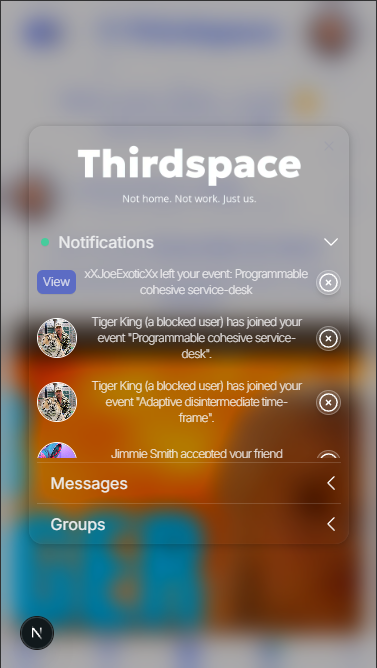 Thirdspace
Not home. Not work. Just us.
Notifications
View
xXJoeExoticXx left your event: Programmable
cohesive service-desk
Tiger King (a blocked user) has joined your
event "Programmable cohesive service-
desk".
Tiger King (a blocked user) has joined your
event "Adaptive disintermediate time-
frame".
Jimmie Smith accepted your friend
Messages
Groups
N